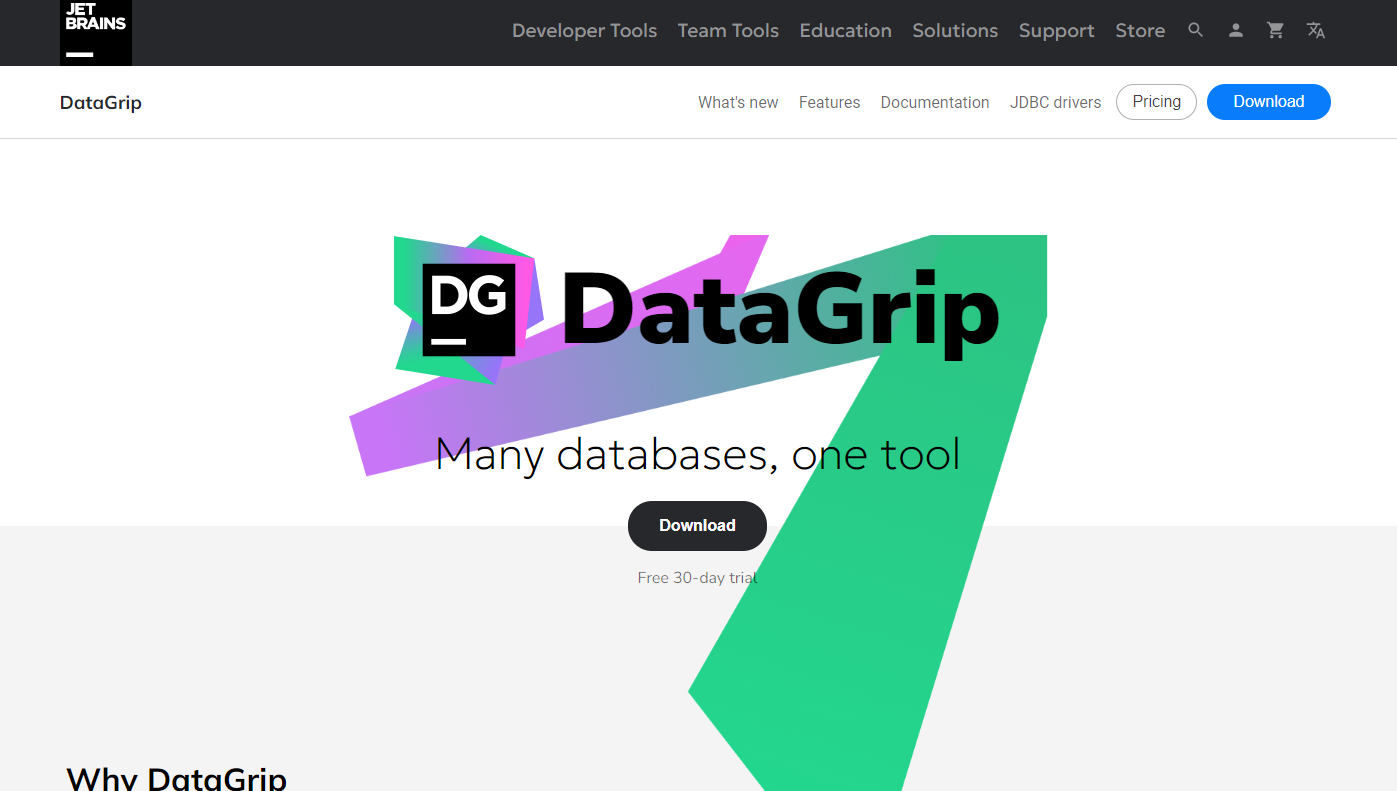 JET
BRAINS
Developer Tools Team Tools Education Solutions Support Store
DataGrip
What's new Features Documentation JDBC drivers Pricing Download
DG
DataGrip
Many databases, one tool
Download
Free 30-day trial
Why DataGrip